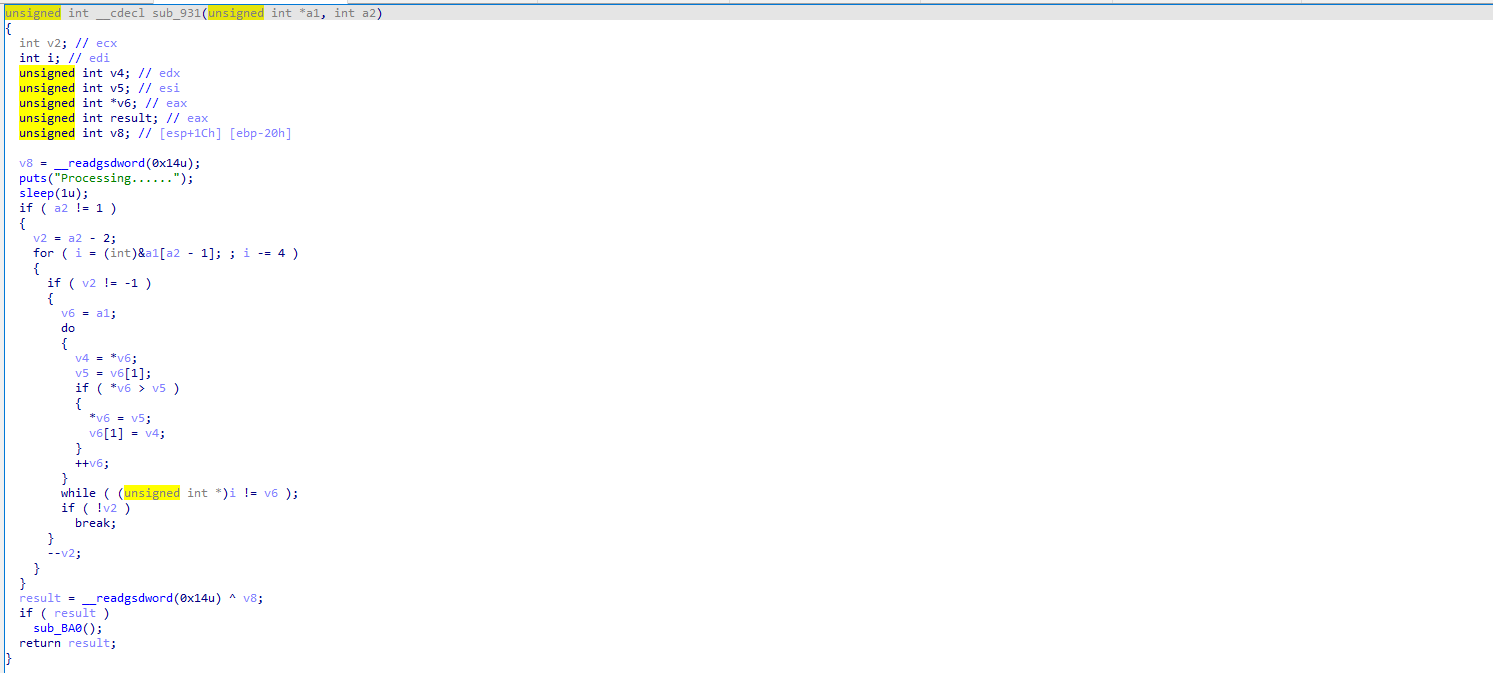 unsigned int __cdecl sub_931(unsigned int *a1, int a2)
{
  int v2; // ecx
  int i; // edi
  unsigned int v4; // edx
  unsigned int v5; // esi
  unsigned int *v6; // eax
  unsigned int result; // eax
  unsigned int v8; // [esp+1Ch] [ebp-20h]

  v8 = __readgsdword(0x14u);
  puts("Processing......");
  sleep(1u);
  if ( a2 != 1 )
  {
    v2 = a2 - 2;
    for ( i = (int)&a1[a2 - 1]; ; i -= 4 )
    {
      if ( v2 != -1 )
      {
        v6 = a1;
        do
        {
          v4 = *v6;
          v5 = v6[1];
          if ( *v6 > v5 )
          {
            *v6 = v5;
            v6[1] = v4;
          }
          ++v6;
        }
        while ( (unsigned int *)i != v6 );
        if ( !v2 )
          break;
      }
      --v2;
    }
  }
  result = __readgsdword(0x14u) ^ v8;
  if ( result )
    sub_BA0();
  return result;
}